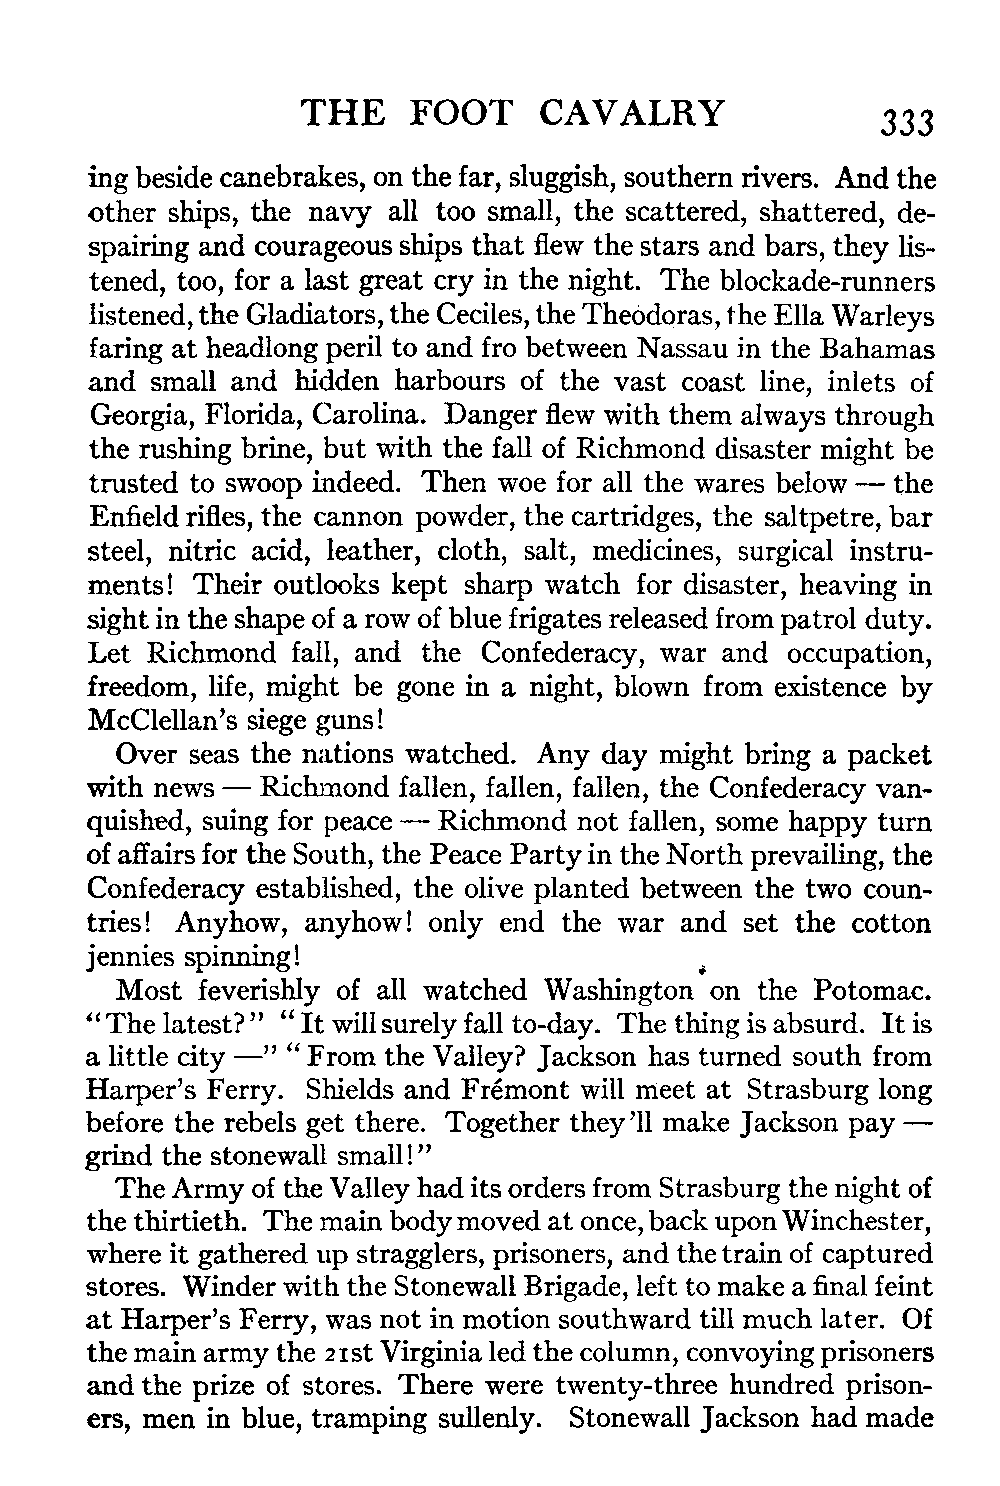 THE FOOT CAVALRY 333
ing beside canebrakes, on the far, sluggish, southern rivers. And the
other ships, the navy all too small, the scattered, shattered, de-
spairing and courageous ships that flew the stars and bars, they lis-
tened, too, for a last great cry in the night. The blockade-runners
listened, the Gladiators, the Ceciles, the Theodoras, the Ella Warleys
faring at headlong peril to and fro between Nassau in the Bahamas
and small and hidden harbours of the vast coast line, inlets of
Georgia, Florida, Carolina. Danger flew with them always through
the rushing brine, but with the fall of Richmond disaster might be
trusted to swoop indeed. Then woe for all the wares below — the
Enfield rifles, the cannon powder, the cartridges, the saltpetre, bar
steel, nitric acid, leather, cloth, salt, medicines, surgical instru-
ments! Their outlooks kept sharp watch for disaster, heaving in
sight in the shape of a row of blue frigates released from patrol duty.
Let Richmond fall, and the Confederacy, war and occupation,
freedom, life, might be gone in a night, blown from existence by
McClellan's siege guns!
Over seas the nations watched. Any day might bring a packet
with news — Richmond fallen, fallen, fallen, the Confederacy van-
quished, suing for peace — Richmond not fallen, some happy turn
of affairs for the South, the Peace Party in the North prevailing, the
Confederacy established, the olive planted between the two coun-
tries! Anyhow, anyhow! only end the war and set the cotton
jennies spinning!
Most feverishly of all watched Washington on the Potomac.
"The latest?" "It will surely fall to-day. The thing is absurd. It is
a little city —" "From the Valley? Jackson has turned south from
Harper's Ferry. Shields and Frémont will meet at Strasburg long
before the rebels get there. Together they'll make Jackson pay —
grind the stonewall small!"
The Army of the Valley had its orders from Strasburg the night of
the thirtieth. The main body moved at once, back upon Winchester,
where it gathered up stragglers, prisoners, and the train of captured
stores. Winder with the Stonewall Brigade, left to make a final feint
at Harper's Ferry, was not in motion southward till much later. Of
the main army the 21st Virginia led the column, convoying prisoners
and the prize of stores. There were twenty-three hundred prison-
ers, men in blue, tramping sullenly. Stonewall Jackson had made